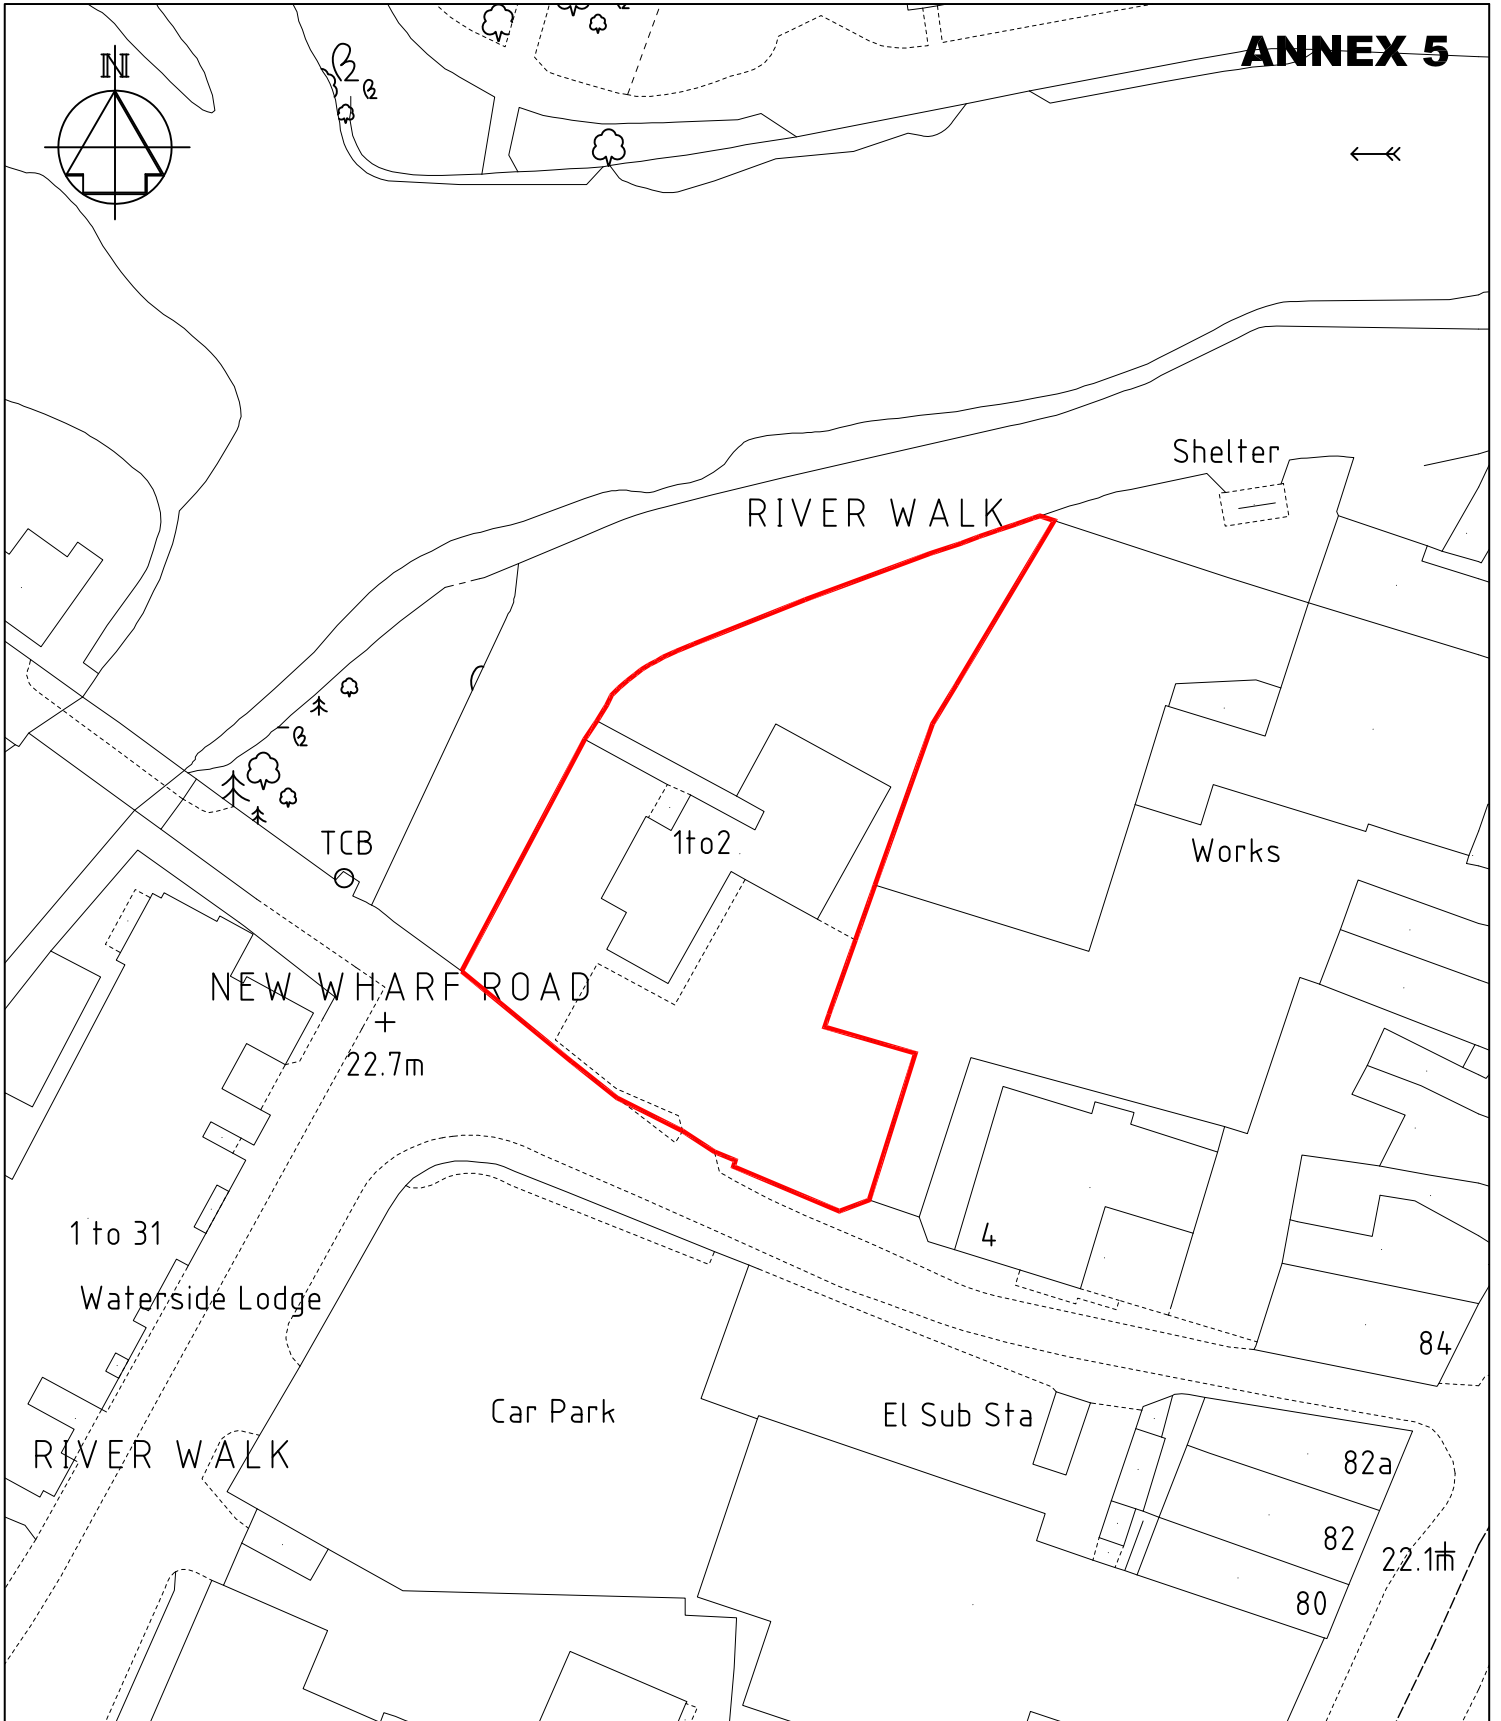 ANNEX 5
N
Shelter
RIVER WALK
TCB
1to2
Works
NEW WHARF ROAD
22.7m
1 to 31
4
Waterside Lodge
84
Car Park
El Sub Sta
RIVER WALK
82a
82
22.1m
80